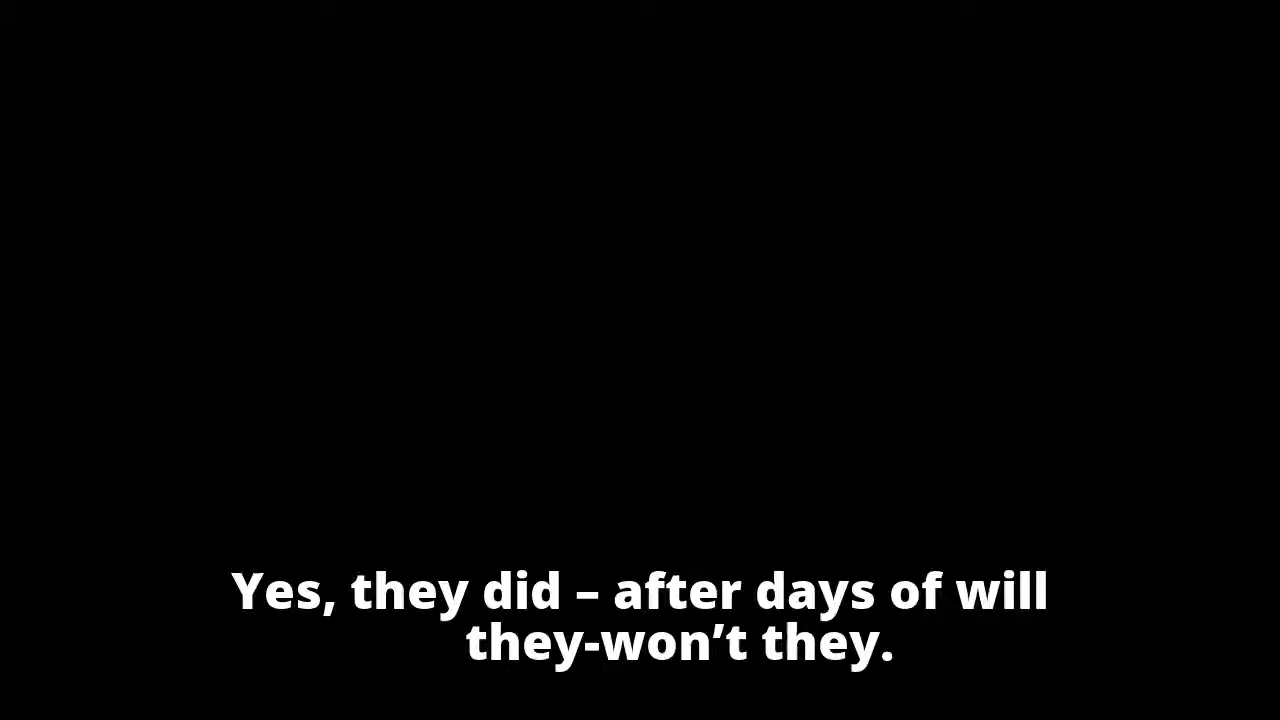 Yes, they did – after days of will
they-won’t they.